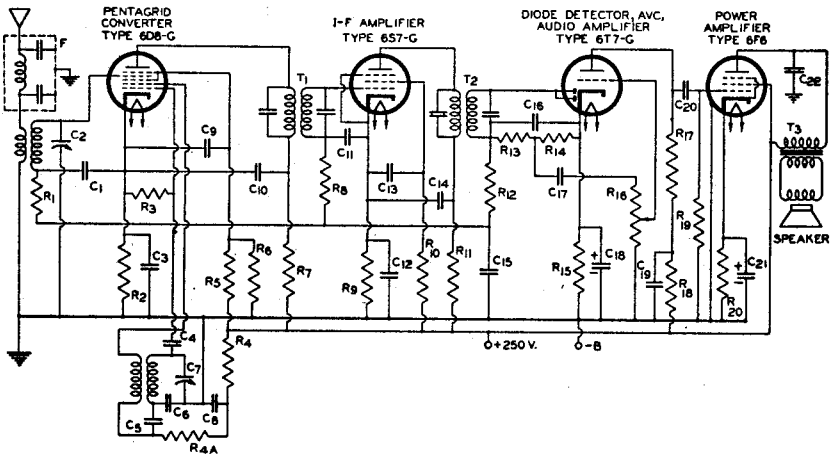 PENTAGRID
CONVERTER
TYPE 6D8-G
I-F AMPLIFIER
TYPE 6S7-G
DIODE DETECTOR, AVC,
AUDIO AMPLIFIER
TYPE 6T7-G
POWER
AMPLIFIER
TYPE 6F6
F
T1
T2
C22
C20
C2
C9
C16
C11
T3
R17
R13
R14
C1
C10
R8
C13
C14
R12
C17
R16
R1
R3
R19
SPEAKER
C3
R6
R7
C12
R10
R11
C15
C18
+
-
R2
R5
R9
R15
C19
R18
R20
+
-
C21
C4
R4
+250 V.
-B
C7
C6
C8
C5
R4A